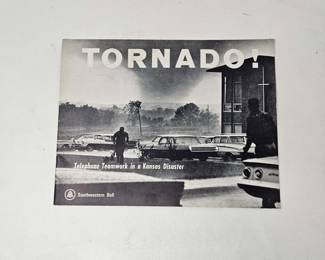 TORNADO!
Telephone Teamwork in a Kansas Disaster
Southwestern Bell